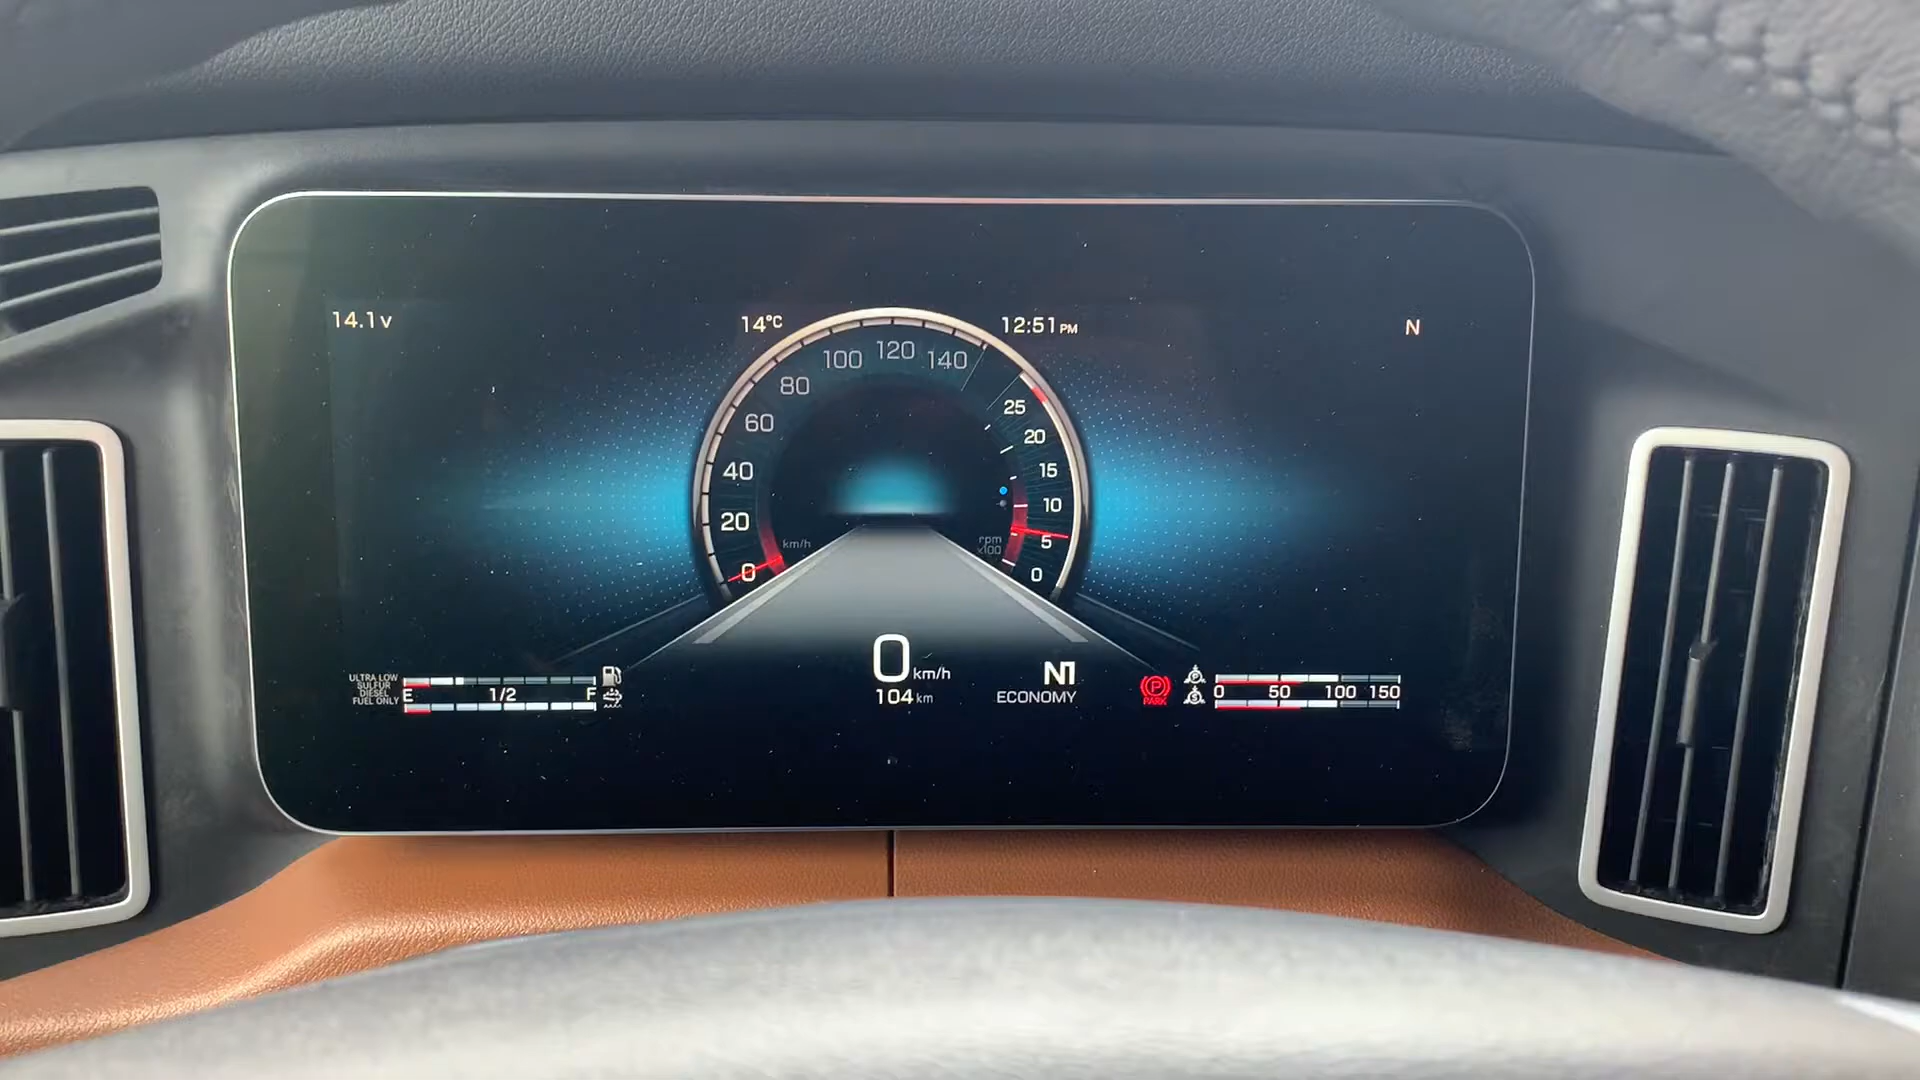 14.1 v
14°C
12:51 PM
N
100 120 140
80
60
40
20
0
km/h
25
20
15
10
5
0
rpm
x100
ULTRA LOW
SULFUR
DIESEL
FUEL ONLY
E 1/2 F
0 km/h
104 km
N1
ECONOMY
P
PARK
P
S
0 50 100 150